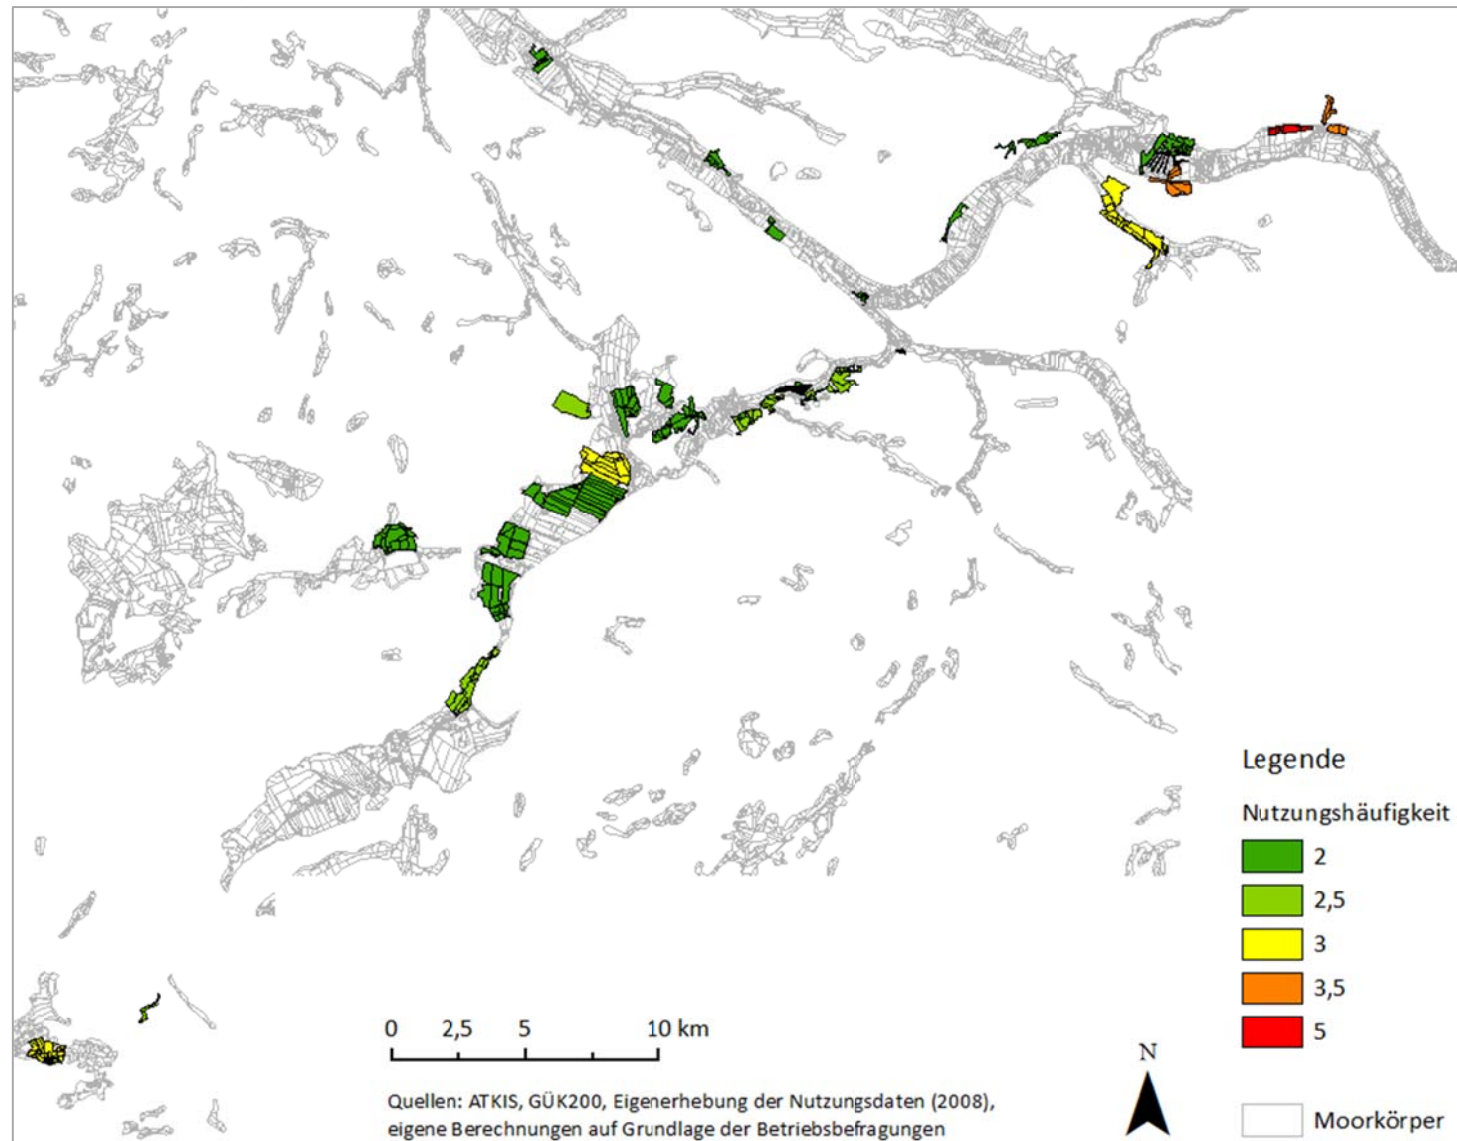 Legende
Nutzungshäufigkeit
2
2,5
3
3,5
5
Moorkörper
0 2,5 5 10 km
N
Quellen: ATKIS, GÜK200, Eigenerhebung der Nutzungsdaten (2008),
eigene Berechnungen auf Grundlage der Betriebsbefragungen